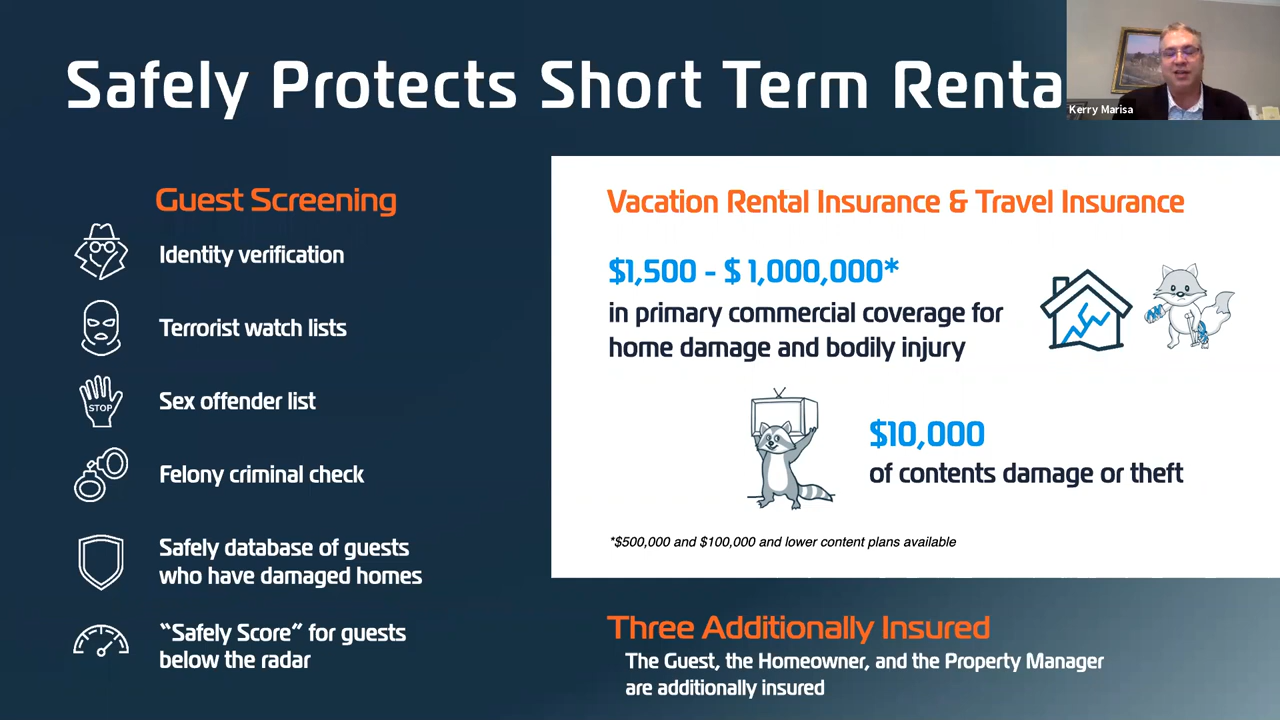 Safely Protects Short Term Renta
Kerry Marisa
Guest Screening
Identity verification
Terrorist watch lists
STOP
Sex offender list
Felony criminal check
Safely database of guests
who have damaged homes
“Safely Score” for guests
below the radar
Vacation Rental Insurance & Travel Insurance
$1,500 - $ 1,000,000*
in primary commercial coverage for
home damage and bodily injury
$10,000
of contents damage or theft
*$500,000 and $100,000 and lower content plans available
Three Additionally Insured
The Guest, the Homeowner, and the Property Manager
are additionally insured